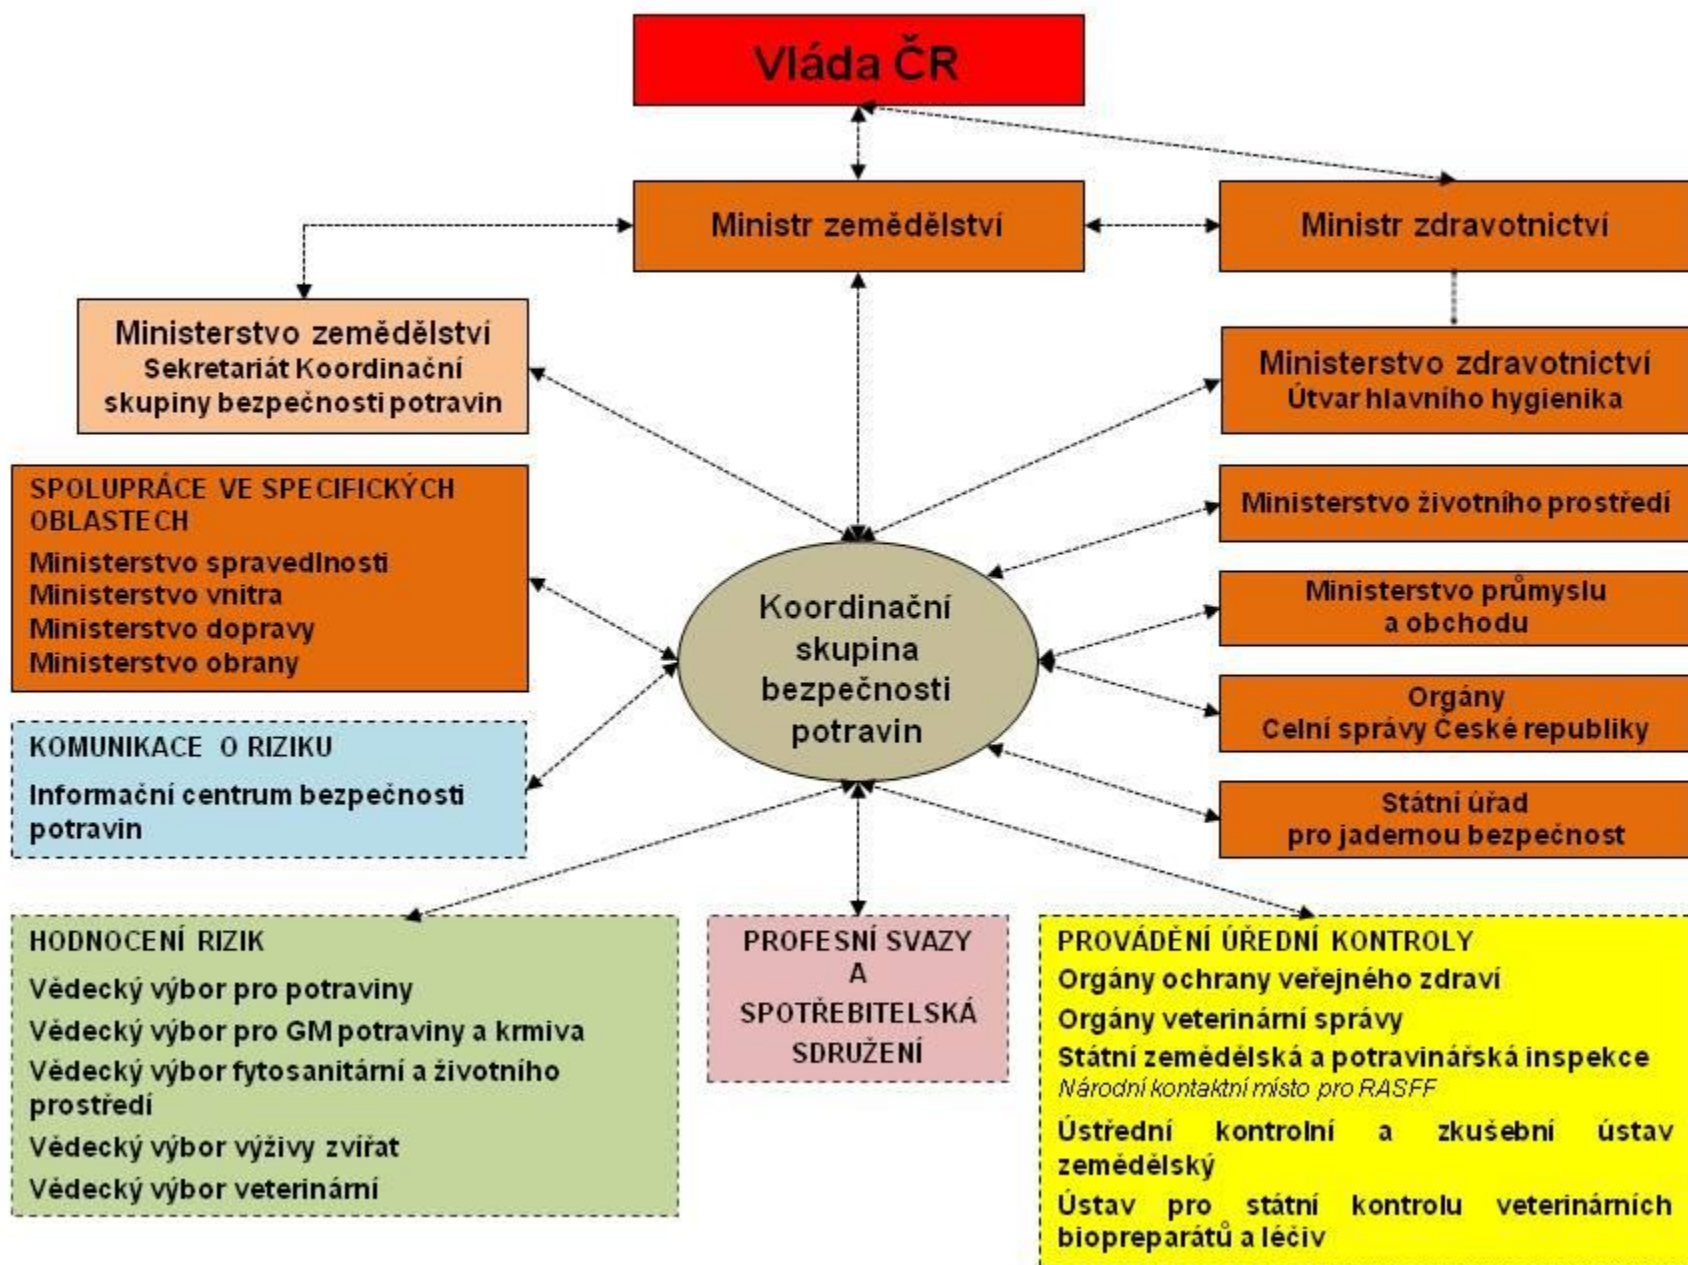 Vláda ČR
Ministr zemědělství
Ministr zdravotnictví
Ministerstvo zemědělství
Sekretariát Koordinační
skupiny bezpečnosti potravin
Ministerstvo zdravotnictví
Útvar hlavního hygienika
SPOLUPRÁCE VE SPECIFICKÝCH
OBLASTECH
Ministerstvo spravedlnosti
Ministerstvo vnitra
Ministerstvo dopravy
Ministerstvo obrany
Ministerstvo životního prostředí
Koordinační
skupina
bezpečnosti
potravin
Ministerstvo průmyslu
a obchodu
Orgány
Celní správy České republiky
KOMUNIKACE O RIZIKU
Informační centrum bezpečnosti
potravin
Státní úřad
pro jadernou bezpečnost
HODNOCENÍ RIZIK
Vědecký výbor pro potraviny
Vědecký výbor pro GM potraviny a krmiva
Vědecký výbor fytosanitární a životního
prostředí
Vědecký výbor výživy zvířat
Vědecký výbor veterinární
PROFESNÍ SVAZY
A
SPOTŘEBITELSKÁ
SDRUŽENÍ
PROVÁDĚNÍ ÚŘEDNÍ KONTROLY
Orgány ochrany veřejného zdraví
Orgány veterinární správy
Státní zemědělská a potravinářská inspekce
Národní kontaktní místo pro RASFF
Ústřední kontrolní a zkušební ústav
zemědělský
Ústav pro státní kontrolu veterinárních
biopreparátů a léčiv